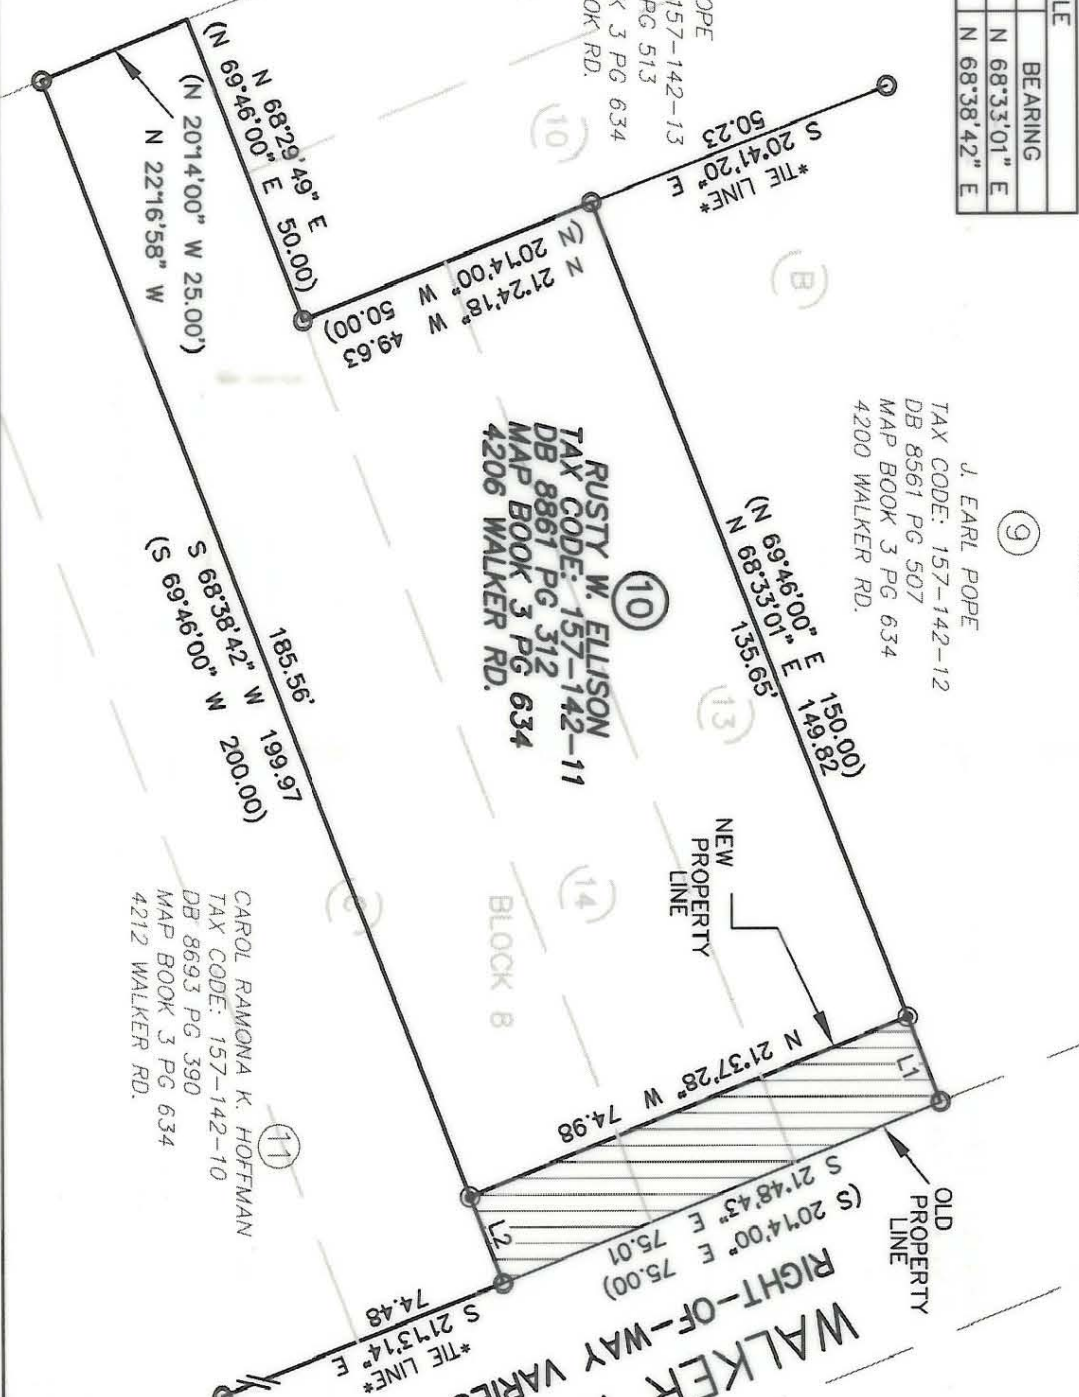 LE
BEARING
N 68°33'01" E
N 68°38'42" E
OPE
157-142-13
PG 513
K 3 PG 634
OK RD.
*TIE LINE*
S 20°41'20" E
50.23
(10)
(B)
9
J. EARL POPE
TAX CODE: 157-142-12
DB 8561 PG 507
MAP BOOK 3 PG 634
4200 WALKER RD.
N 68°29'49" E
(N 69°46'00" E 50.00)
(N 20°14'00" W 25.00')
N 22°16'58" W
N 21°24'18" W 49.63
(N 20°14'00" W 50.00)
(N 69°46'00" E 150.00)
N 68°33'01" E 149.82
135.65'
10
RUSTY W. ELLISON
TAX CODE: 157-142-11
DB 8861 PG 312
MAP BOOK 3 PG 634
4206 WALKER RD.
(13)
(14)
BLOCK B
185.56'
S 68°38'42" W 199.97
(S 69°46'00" W 200.00)
NEW
PROPERTY
LINE
N 21°37'28" W 74.98
L1
L2
OLD
PROPERTY
LINE
S 21°48'43" E 75.01
(S 20°14'00" E 75.00)
CAROL RAMONA K. HOFFMAN
TAX CODE: 157-142-10
DB 8693 PG 390
MAP BOOK 3 PG 634
4212 WALKER RD.
11
*TIE LINE*
S 21°13'14" E
74.48
WALKER
RIGHT-OF-WAY VARIES